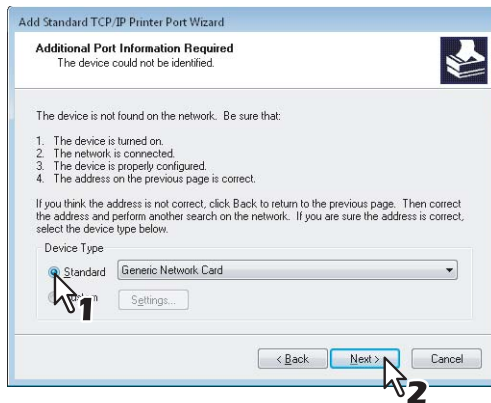 Add Standard TCP/IP Printer Port Wizard
Additional Port Information Required
The device could not be identified.
The device is not found on the network. Be sure that:
1. The device is turned on.
2. The network is connected.
3. The device is properly configured.
4. The address on the previous page is correct.
If you think the address is not correct, click Back to return to the previous page. Then correct
the address and perform another search on the network. If you are sure the address is correct,
select the device type below.
Device Type
Standard Generic Network Card
Settings...
1
< Back Next > Cancel
2